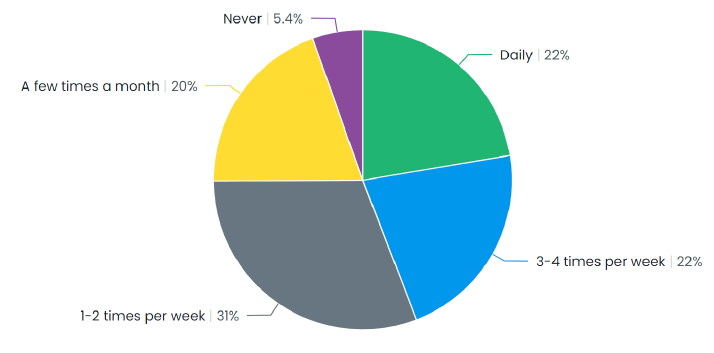 Never | 5.4%
Daily | 22%
A few times a month | 20%
3-4 times per week | 22%
1-2 times per week | 31%